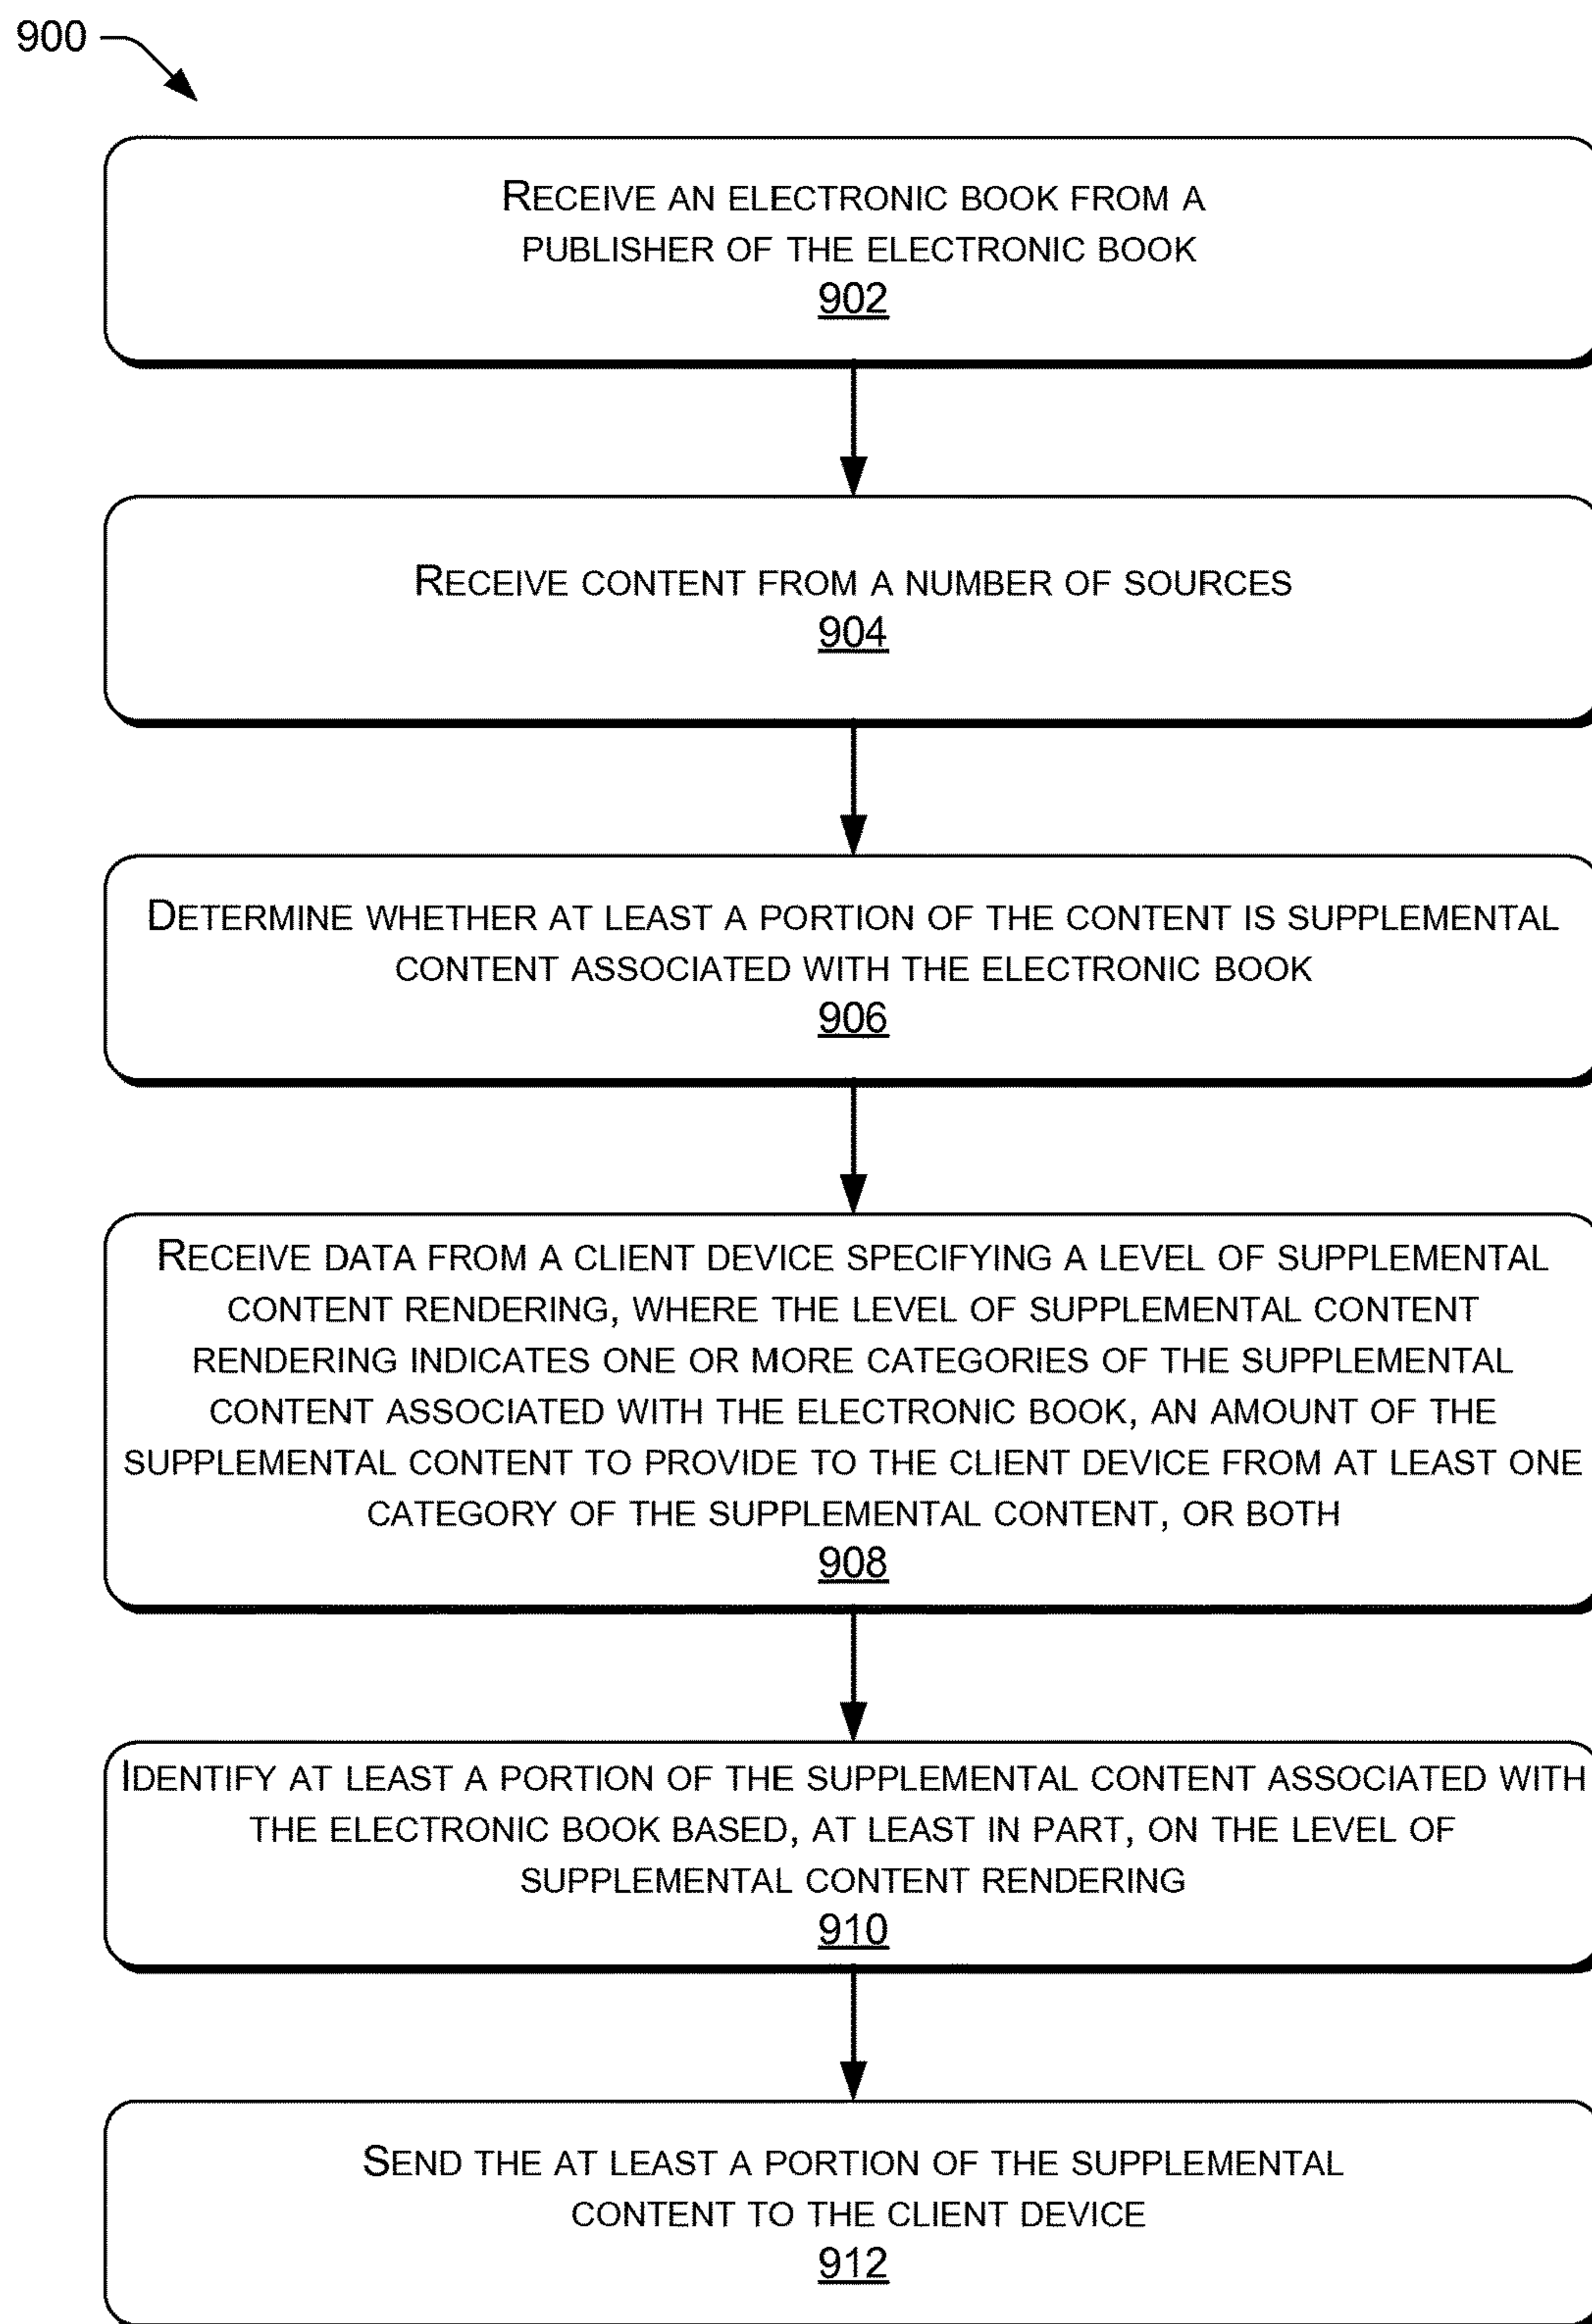 900
RECEIVE AN ELECTRONIC BOOK FROM A
PUBLISHER OF THE ELECTRONIC BOOK
902
RECEIVE CONTENT FROM A NUMBER OF SOURCES
904
DETERMINE WHETHER AT LEAST A PORTION OF THE CONTENT IS SUPPLEMENTAL
CONTENT ASSOCIATED WITH THE ELECTRONIC BOOK
906
RECEIVE DATA FROM A CLIENT DEVICE SPECIFYING A LEVEL OF SUPPLEMENTAL
CONTENT RENDERING, WHERE THE LEVEL OF SUPPLEMENTAL CONTENT
RENDERING INDICATES ONE OR MORE CATEGORIES OF THE SUPPLEMENTAL
CONTENT ASSOCIATED WITH THE ELECTRONIC BOOK, AN AMOUNT OF THE
SUPPLEMENTAL CONTENT TO PROVIDE TO THE CLIENT DEVICE FROM AT LEAST ONE
CATEGORY OF THE SUPPLEMENTAL CONTENT, OR BOTH
908
IDENTIFY AT LEAST A PORTION OF THE SUPPLEMENTAL CONTENT ASSOCIATED WITH
THE ELECTRONIC BOOK BASED, AT LEAST IN PART, ON THE LEVEL OF
SUPPLEMENTAL CONTENT RENDERING
910
SEND THE AT LEAST A PORTION OF THE SUPPLEMENTAL
CONTENT TO THE CLIENT DEVICE
912